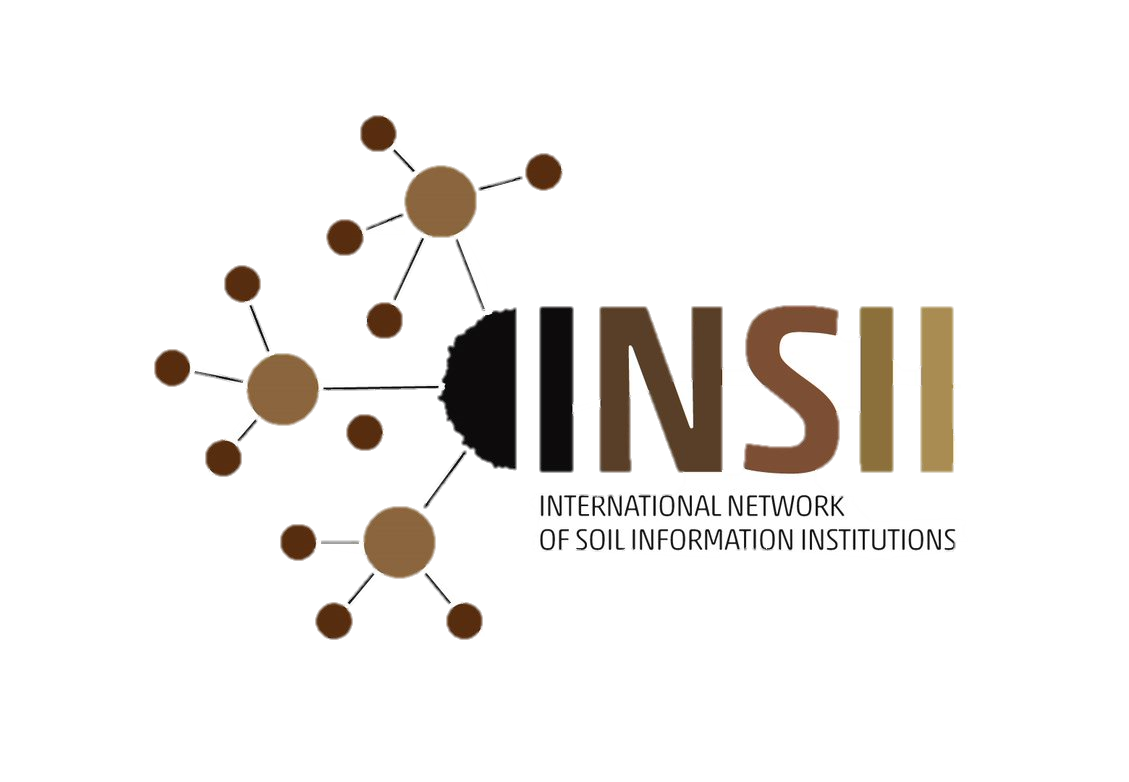 INSII
INTERNATIONAL NETWORK
OF SOIL INFORMATION INSTITUTIONS